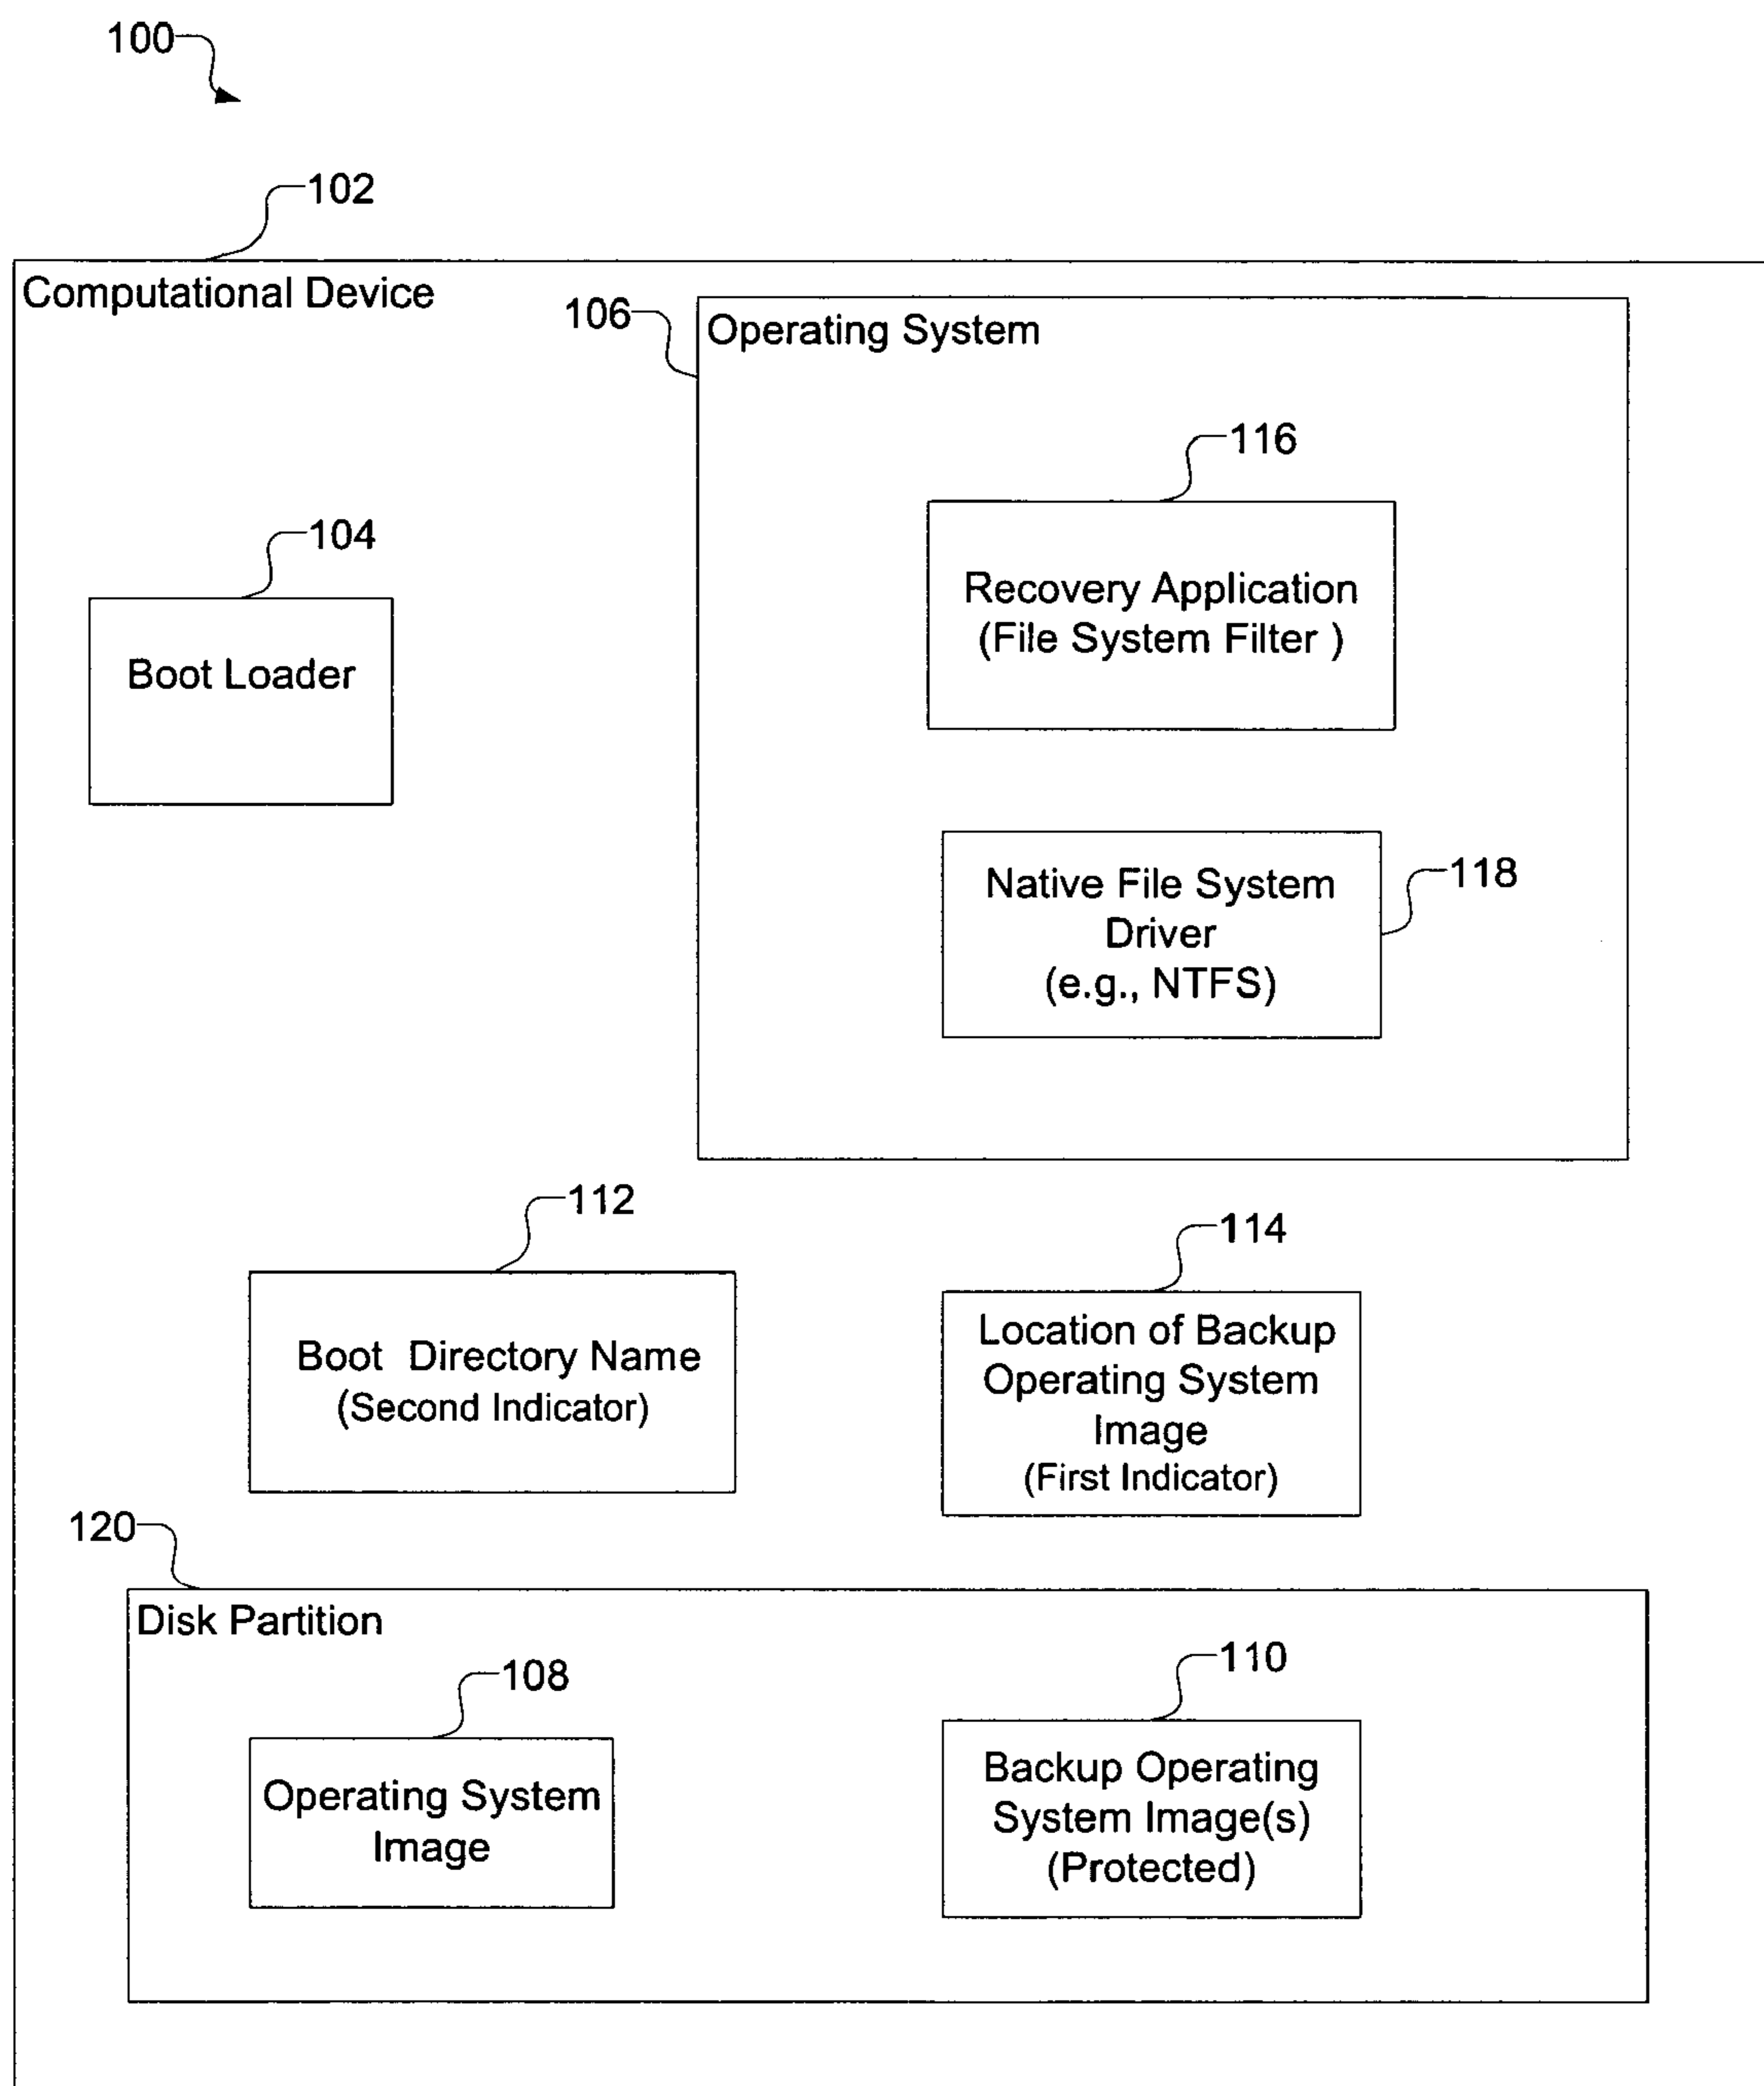 100
102
Computational Device
106
Operating System
116
104
Recovery Application
(File System Filter )
Boot Loader
118
Native File System
Driver
(e.g., NTFS)
112
114
Boot  Directory Name
(Second Indicator)
Location of Backup
Operating System
Image
(First Indicator)
120
Disk Partition
108
110
Operating System
Image
Backup Operating
System Image(s)
(Protected)